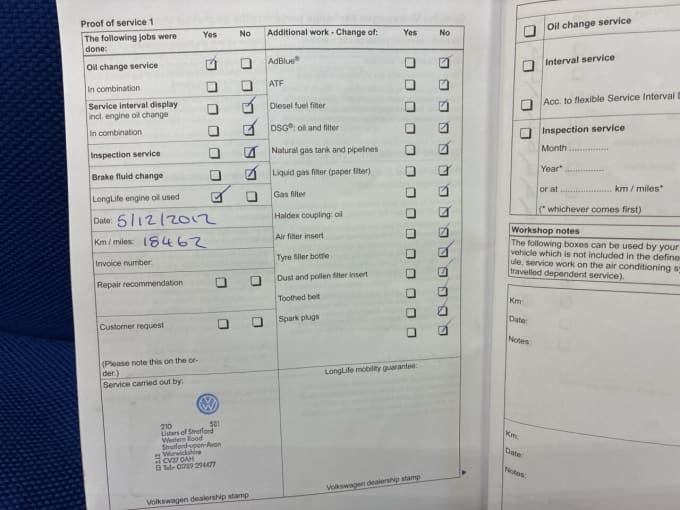 Proof of service 1
The following jobs were done: Yes No
Oil change service
In combination
Service interval display
incl. engine oil change
In combination
Inspection service
Brake fluid change
LongLife engine oil used
Date: 5/12/2012
Km / miles: 18462
Invoice number:
Repair recommendation
Customer request
(Please note this on the or-
der.)
Service carried out by:
VW
210 501
Listers of Stratford
Western Road
Stratford-upon-Avon
Warwickshire
CV37 0AH
Tel:- 01789 294477
Volkswagen dealership stamp
Additional work - Change of: Yes No
AdBlue®
ATF
Diesel fuel filter
DSG®: oil and filter
Natural gas tank and pipelines
Liquid gas filter (paper filter)
Gas filter
Haldex coupling: oil
Air filter insert
Tyre filler bottle
Dust and pollen filter insert
Toothed belt
Spark plugs
LongLife mobility guarantee:
Volkswagen dealership stamp
Oil change service
Interval service
Acc. to flexible Service Interval
Inspection service
Month ..............
Year* ..............
or at .................. km / miles*
(* whichever comes first)
Workshop notes
The following boxes can be used by your
vehicle which is not included in the define
ule, service work on the air conditioning s
travelled dependent service).
Km:
Date:
Notes:
Km:
Date:
Notes: